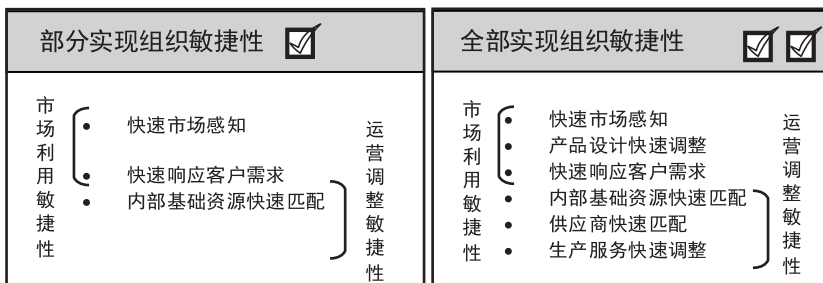 部分实现组织敏捷性
市场利用敏捷性
• 快速市场感知
• 快速响应客户需求
• 内部基础资源快速匹配
运营调整敏捷性
全部实现组织敏捷性
市场利用敏捷性
• 快速市场感知
• 产品设计快速调整
• 快速响应客户需求
• 内部基础资源快速匹配
• 供应商快速匹配
• 生产服务快速调整
运营调整敏捷性